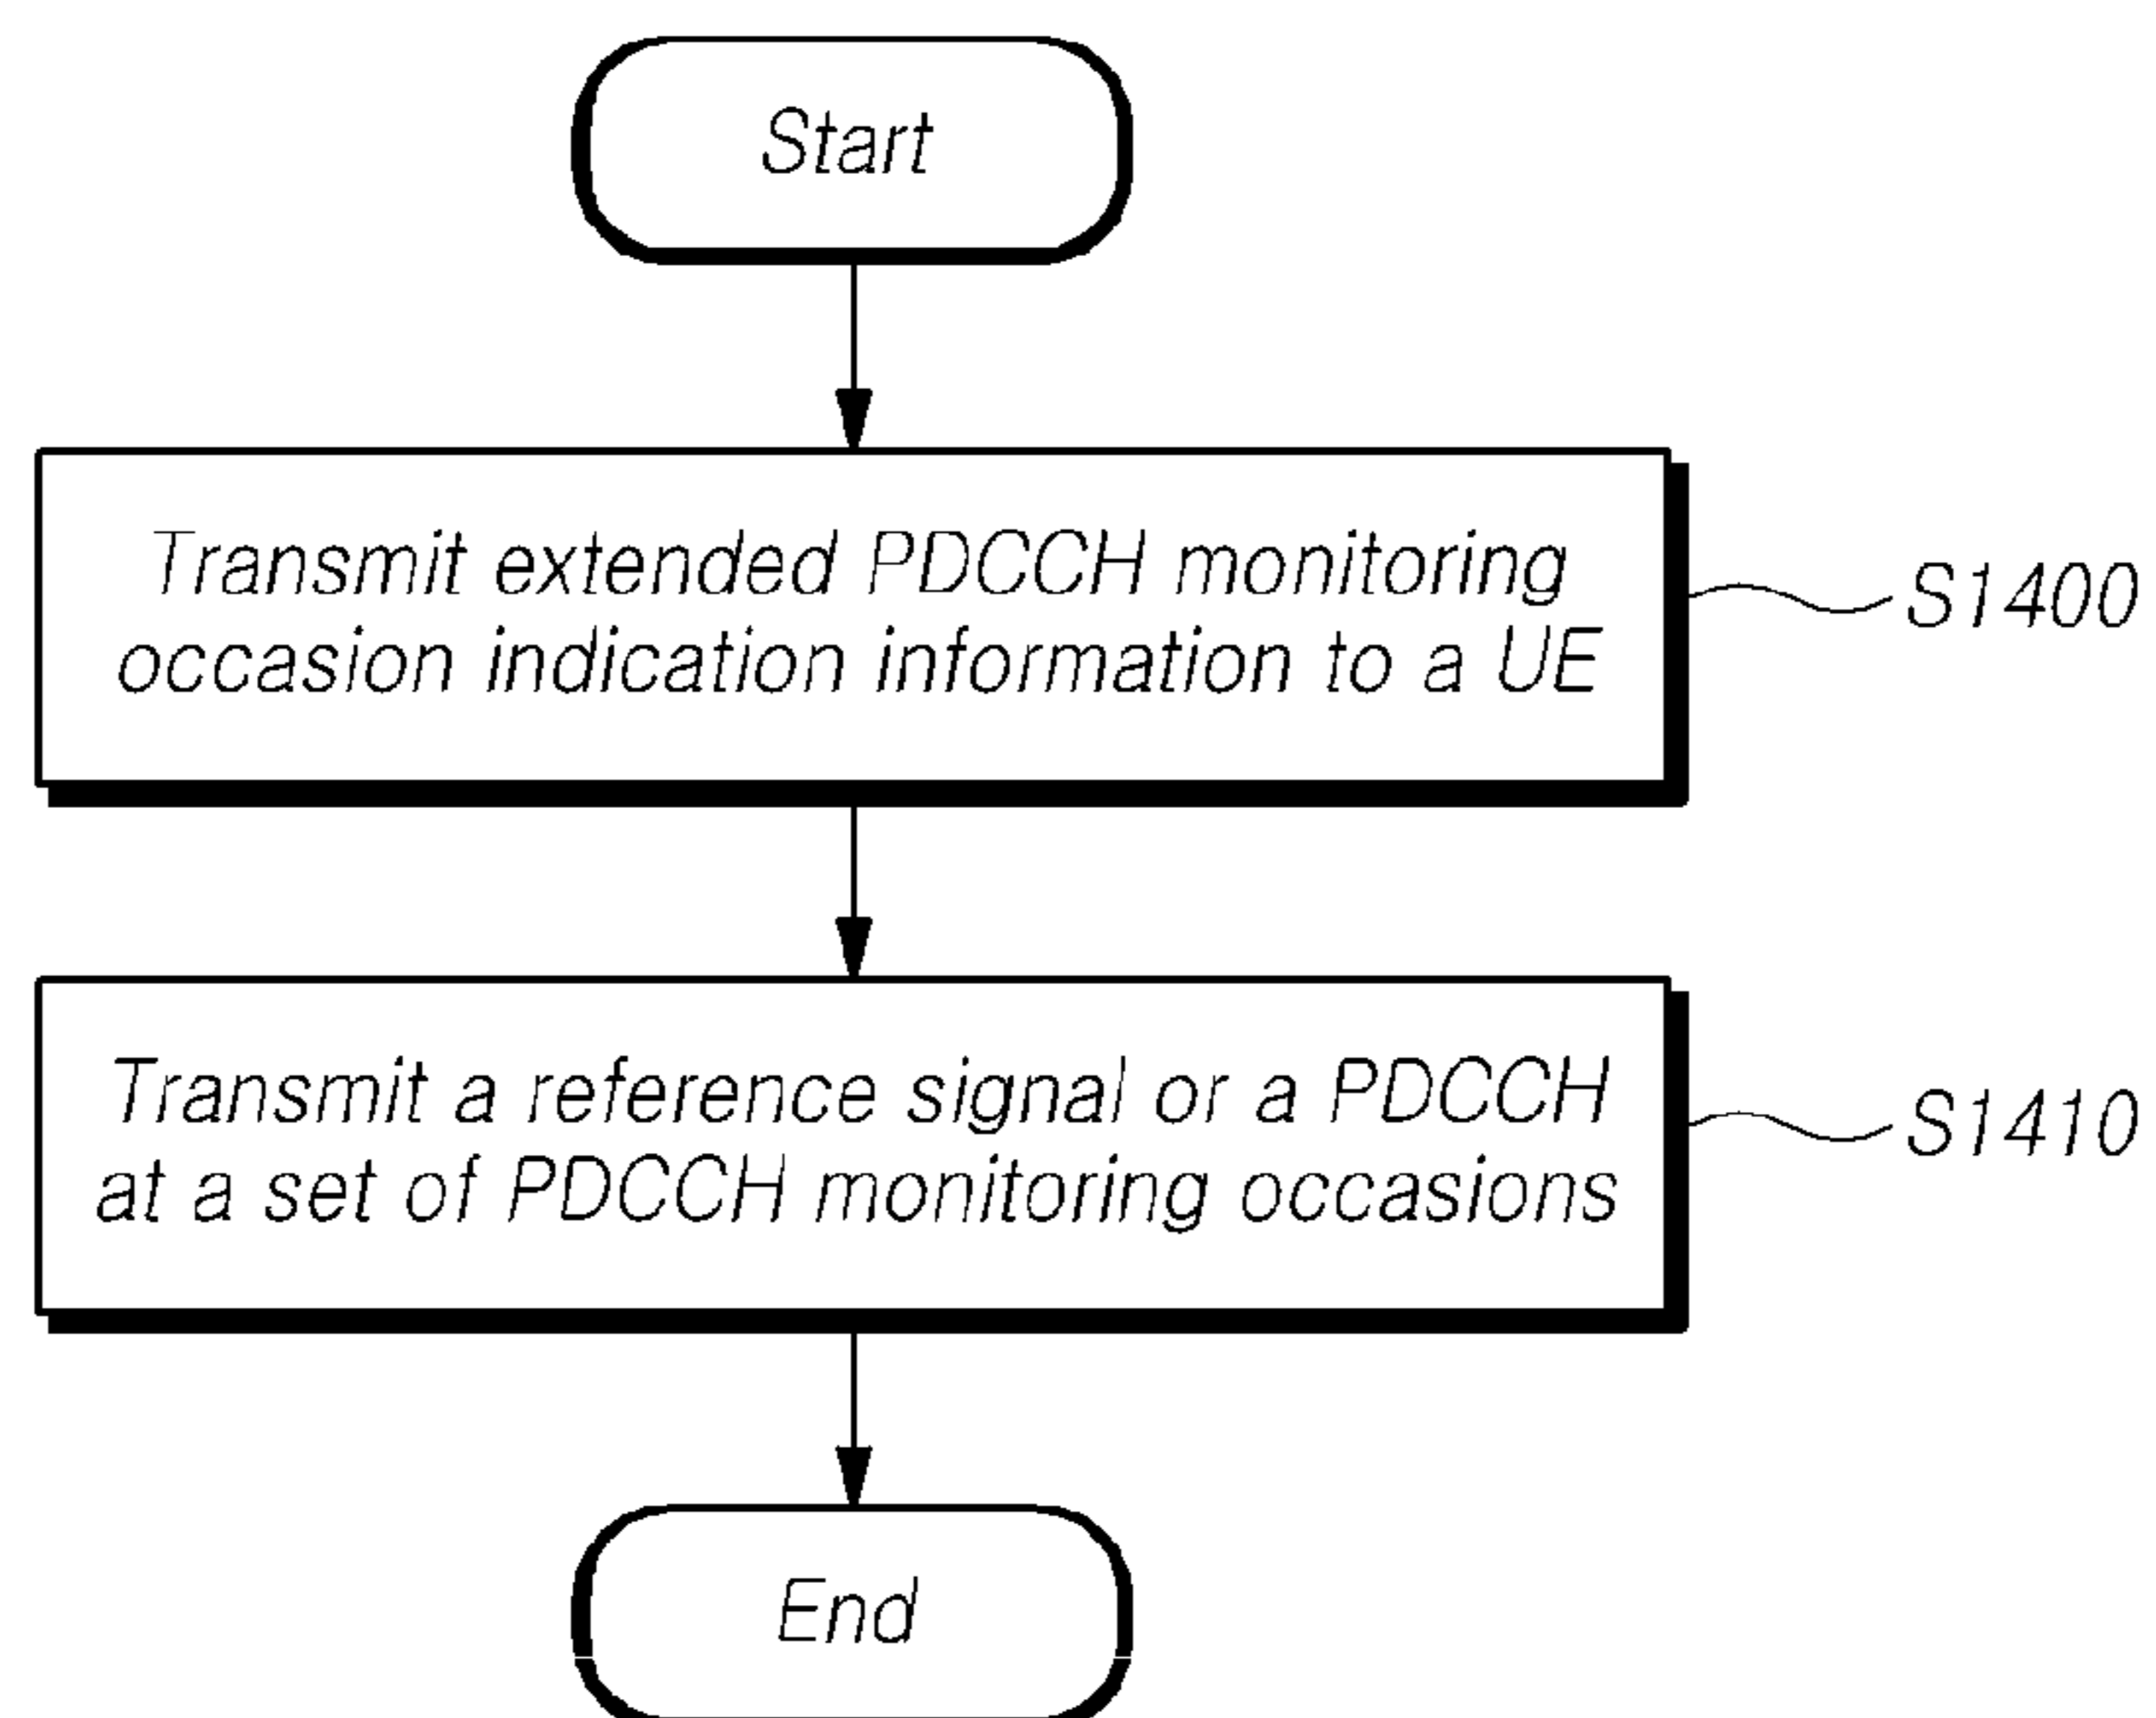 Start
Transmit extended PDCCH monitoring
occasion indication information to a UE
S1400
Transmit a reference signal or a PDCCH
at a set of PDCCH monitoring occasions
S1410
End